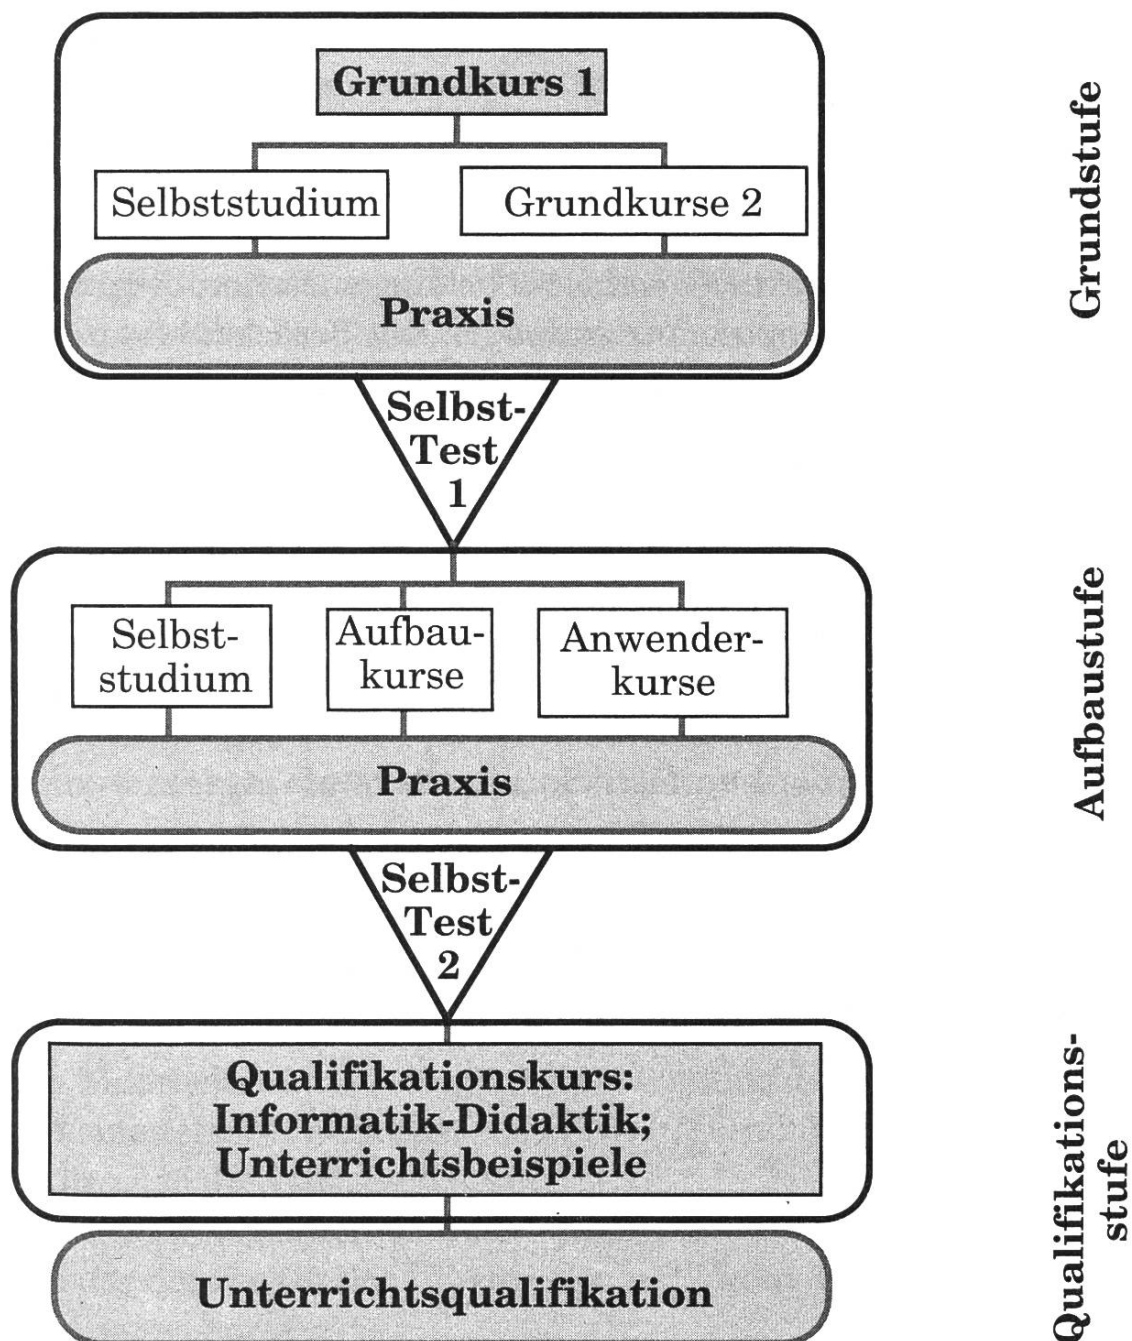 Grundkurs 1
Selbststudium
Grundkurse 2
Praxis
Grundstufe
Selbst-
Test
1
Selbst-
studium
Aufbau-
kurse
Anwender-
kurse
Praxis
Aufbaustufe
Selbst-
Test
2
Qualifikationskurs:
Informatik-Didaktik;
Unterrichtsbeispiele
Unterrichtsqualifikation
Qualifikations-
stufe